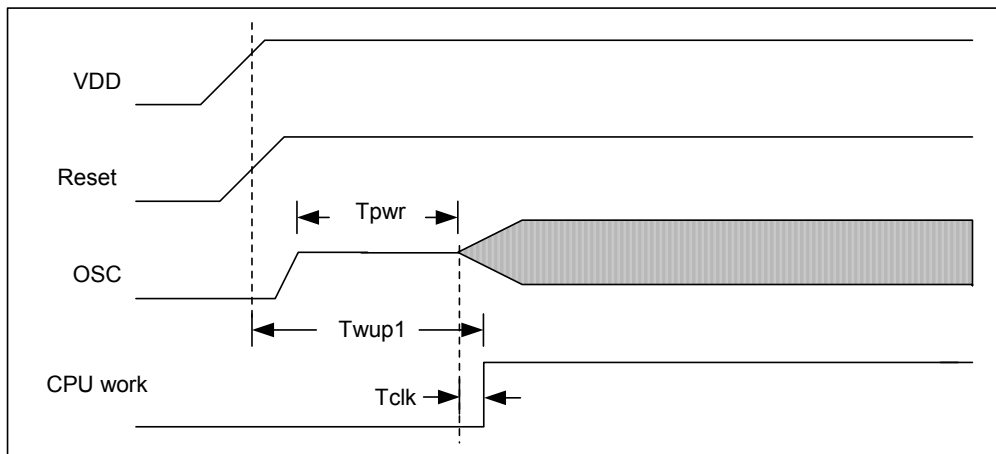 VDD
Reset
Tpwr
OSC
Twup1
CPU work
Tclk